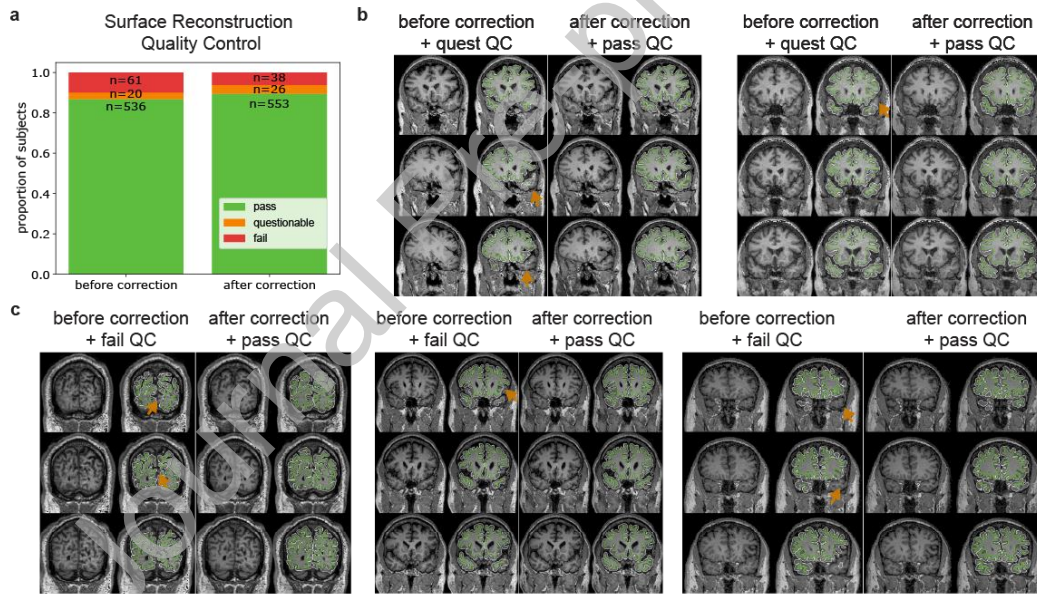 a
Surface Reconstruction
Quality Control
1.0
0.8
0.6
0.4
0.2
0.0
proportion of subjects
n=61
n=20
n=536
n=38
n=26
n=553
pass
questionable
fail
before correction
after correction
b
before correction
+ quest QC
after correction
+ pass QC
before correction
+ quest QC
after correction
+ pass QC
c
before correction
+ fail QC
after correction
+ pass QC
before correction
+ fail QC
after correction
+ pass QC
before correction
+ fail QC
after correction
+ pass QC
Journal Pre-p